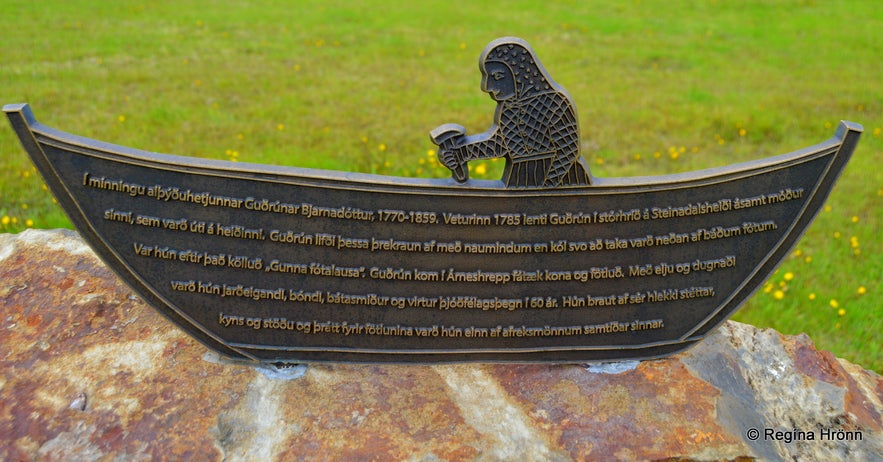 Í minningu alþýðuhetjunnar Guðrúnar Bjarnadóttur, 1770-1859. Veturinn 1785 lenti Guðrún í stórhríð á Steinadalsheiði ásamt móður
sinni, sem varð úti á heiðinni. Guðrún lifði þessa þrekraun af með naumindum en kól svo að taka varð neðan af báðum fótum.
Var hún eftir það kölluð „Gunna fótalausa“. Guðrún kom í Árneshrepp fátæk kona og fötluð. Með elju og dugnaði
varð hún jarðeigandi, bóndi, bátasmiður og virtur þjóðfélagsþegn í 60 ár. Hún braut af sér hlekki stéttar,
kyns og stöðu og þrátt fyrir fötlunina varð hún einn af afreksmönnum samtíðar sinnar.
© Regína Hrönn